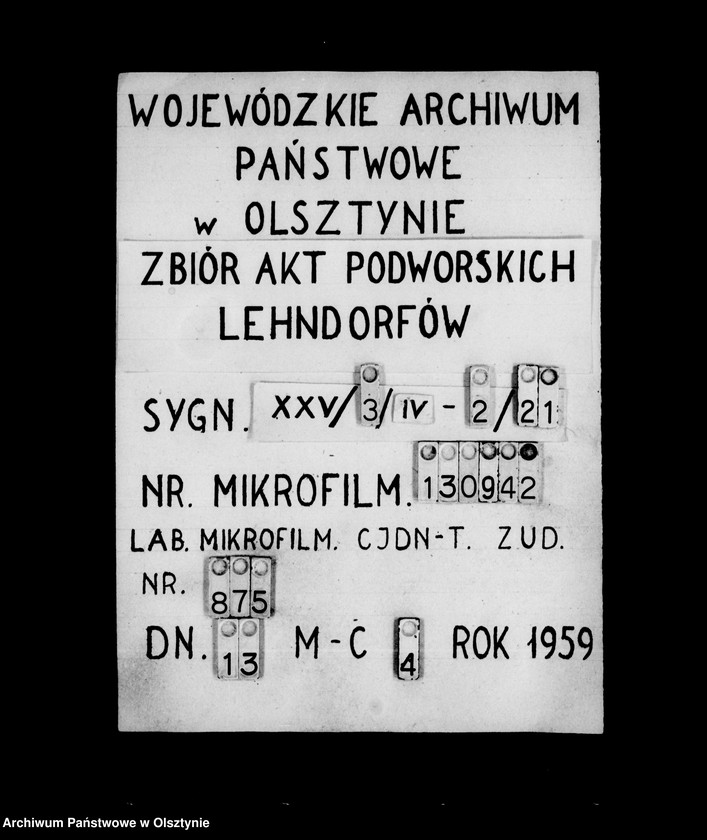 WOJEWÓDZKIE ARCHIWUM
PAŃSTWOWE
w OLSZTYNIE
ZBIÓR AKT PODWORSKICH
LEHNDORFÓW
SYGN. XXV/3/IV-2/21
NR. MIKROFILM. 130942
LAB. MIKROFILM. CJDN-T. ZUD.
NR. 875
DN. 13 M-C 4 ROK 1959
Archiwum Państwowe w Olsztynie